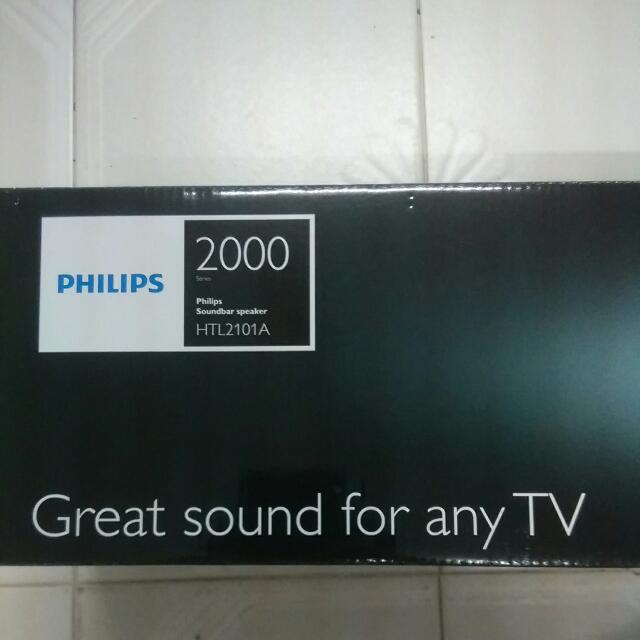 PHILIPS
2000
Series
Philips
Soundbar speaker
HTL2101A
Great sound for any TV